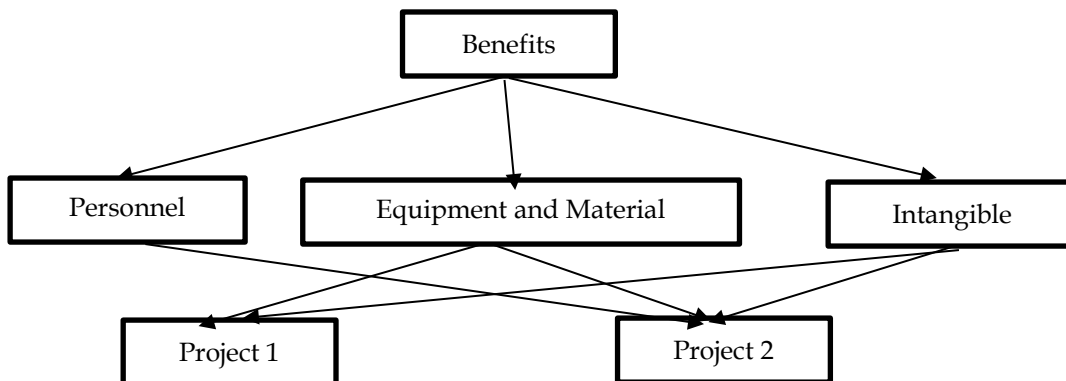 Benefits
Personnel
Equipment and Material
Intangible
Project 1
Project 2